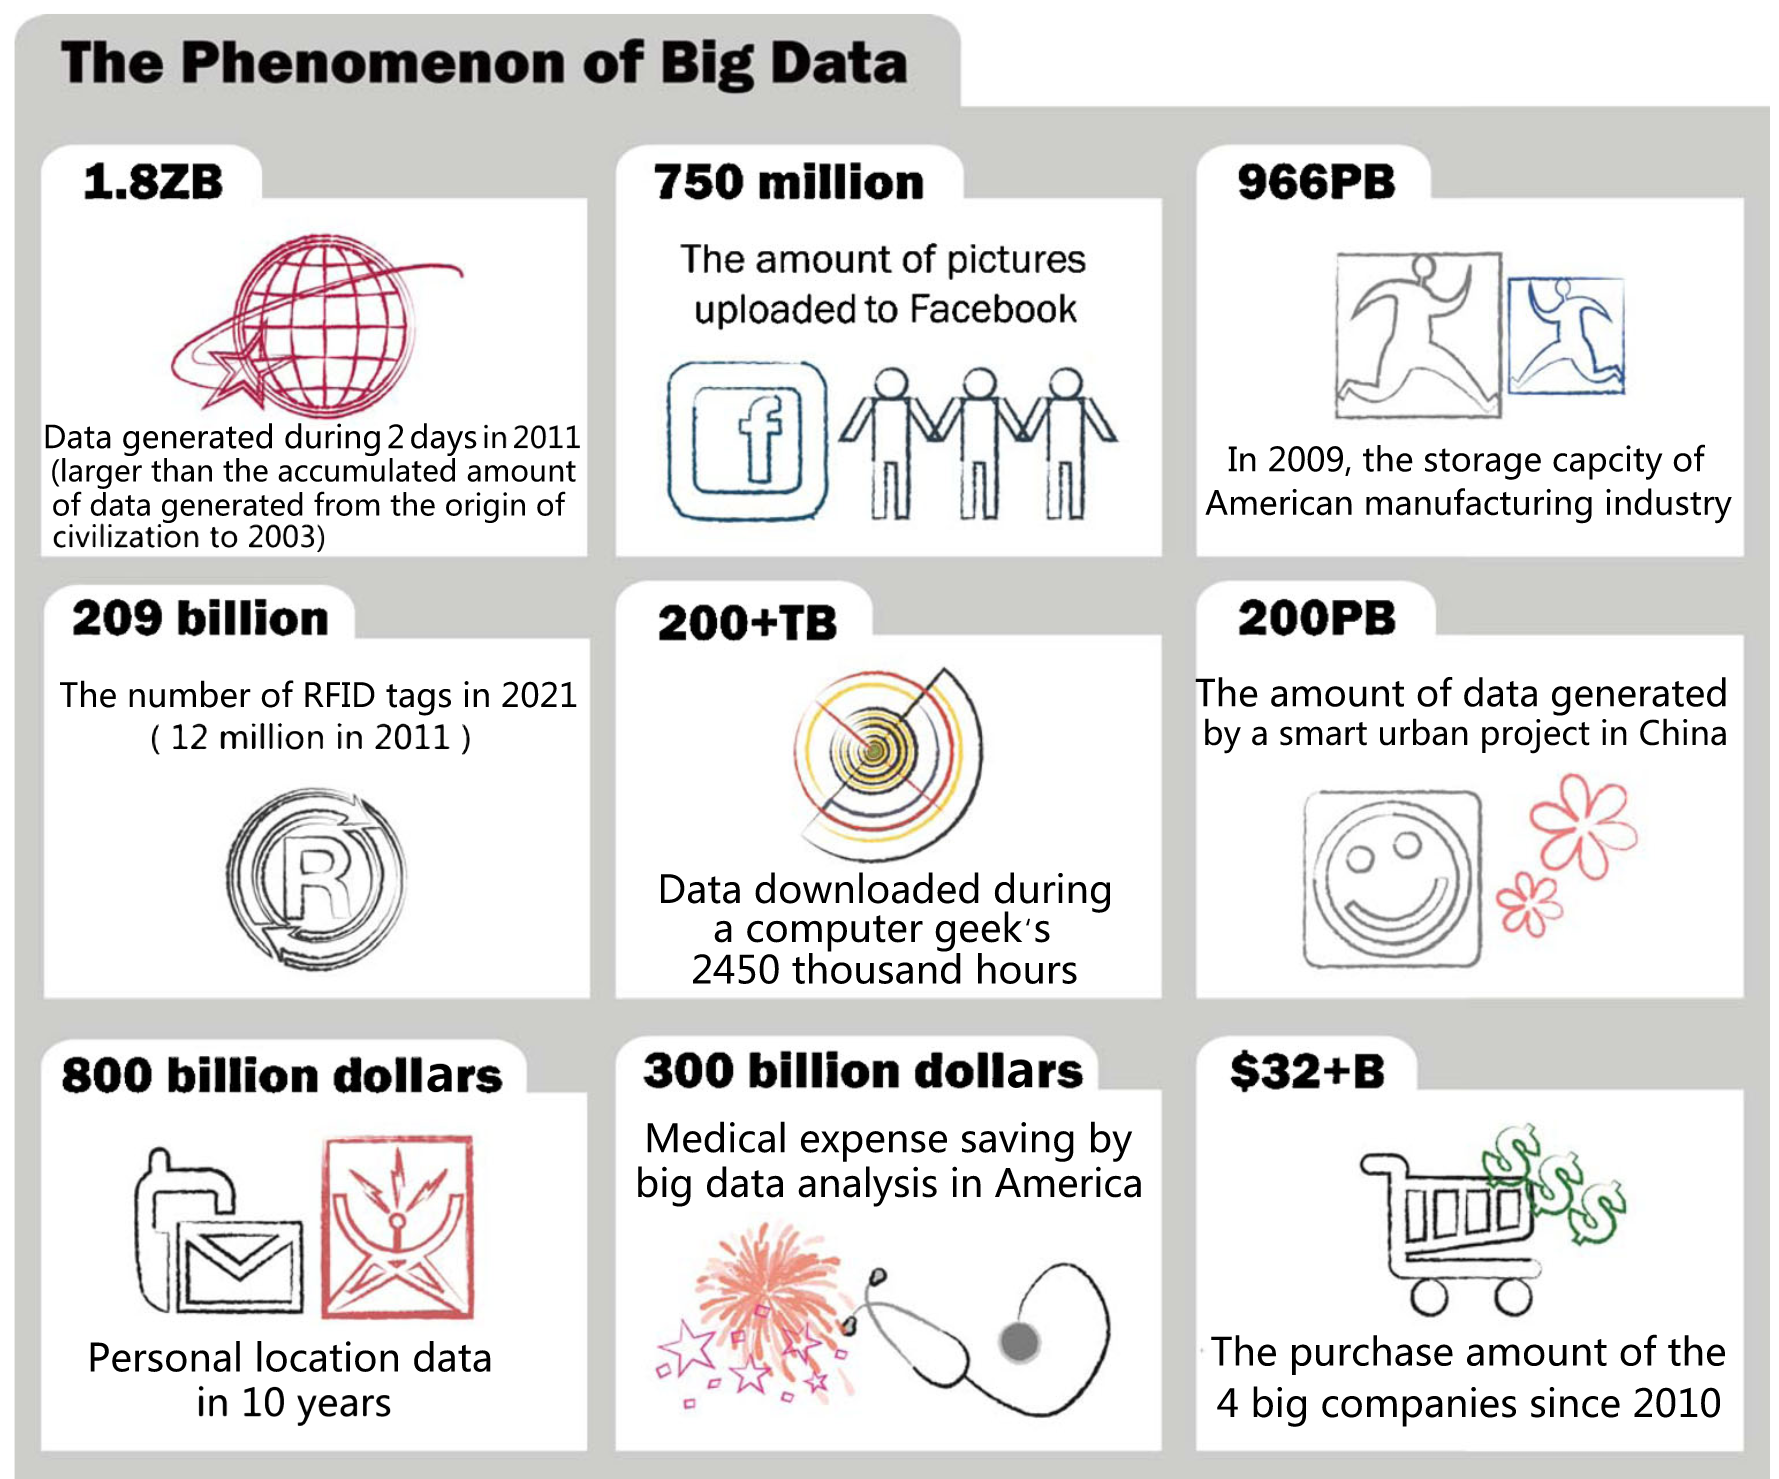 The Phenomenon of Big Data
1.8ZB
Data generated during 2 days in 2011
(larger than the accumulated amount
of data generated from the origin of
civilization to 2003)
750 million
The amount of pictures
uploaded to Facebook
f
966PB
In 2009, the storage capcity of
American manufacturing industry
209 billion
The number of RFID tags in 2021
( 12 million in 2011 )
R
200+TB
Data downloaded during
a computer geek's
2450 thousand hours
200PB
The amount of data generated
by a smart urban project in China
800 billion dollars
Personal location data
in 10 years
300 billion dollars
Medical expense saving by
big data analysis in America
$32+B
$$$
The purchase amount of the
4 big companies since 2010